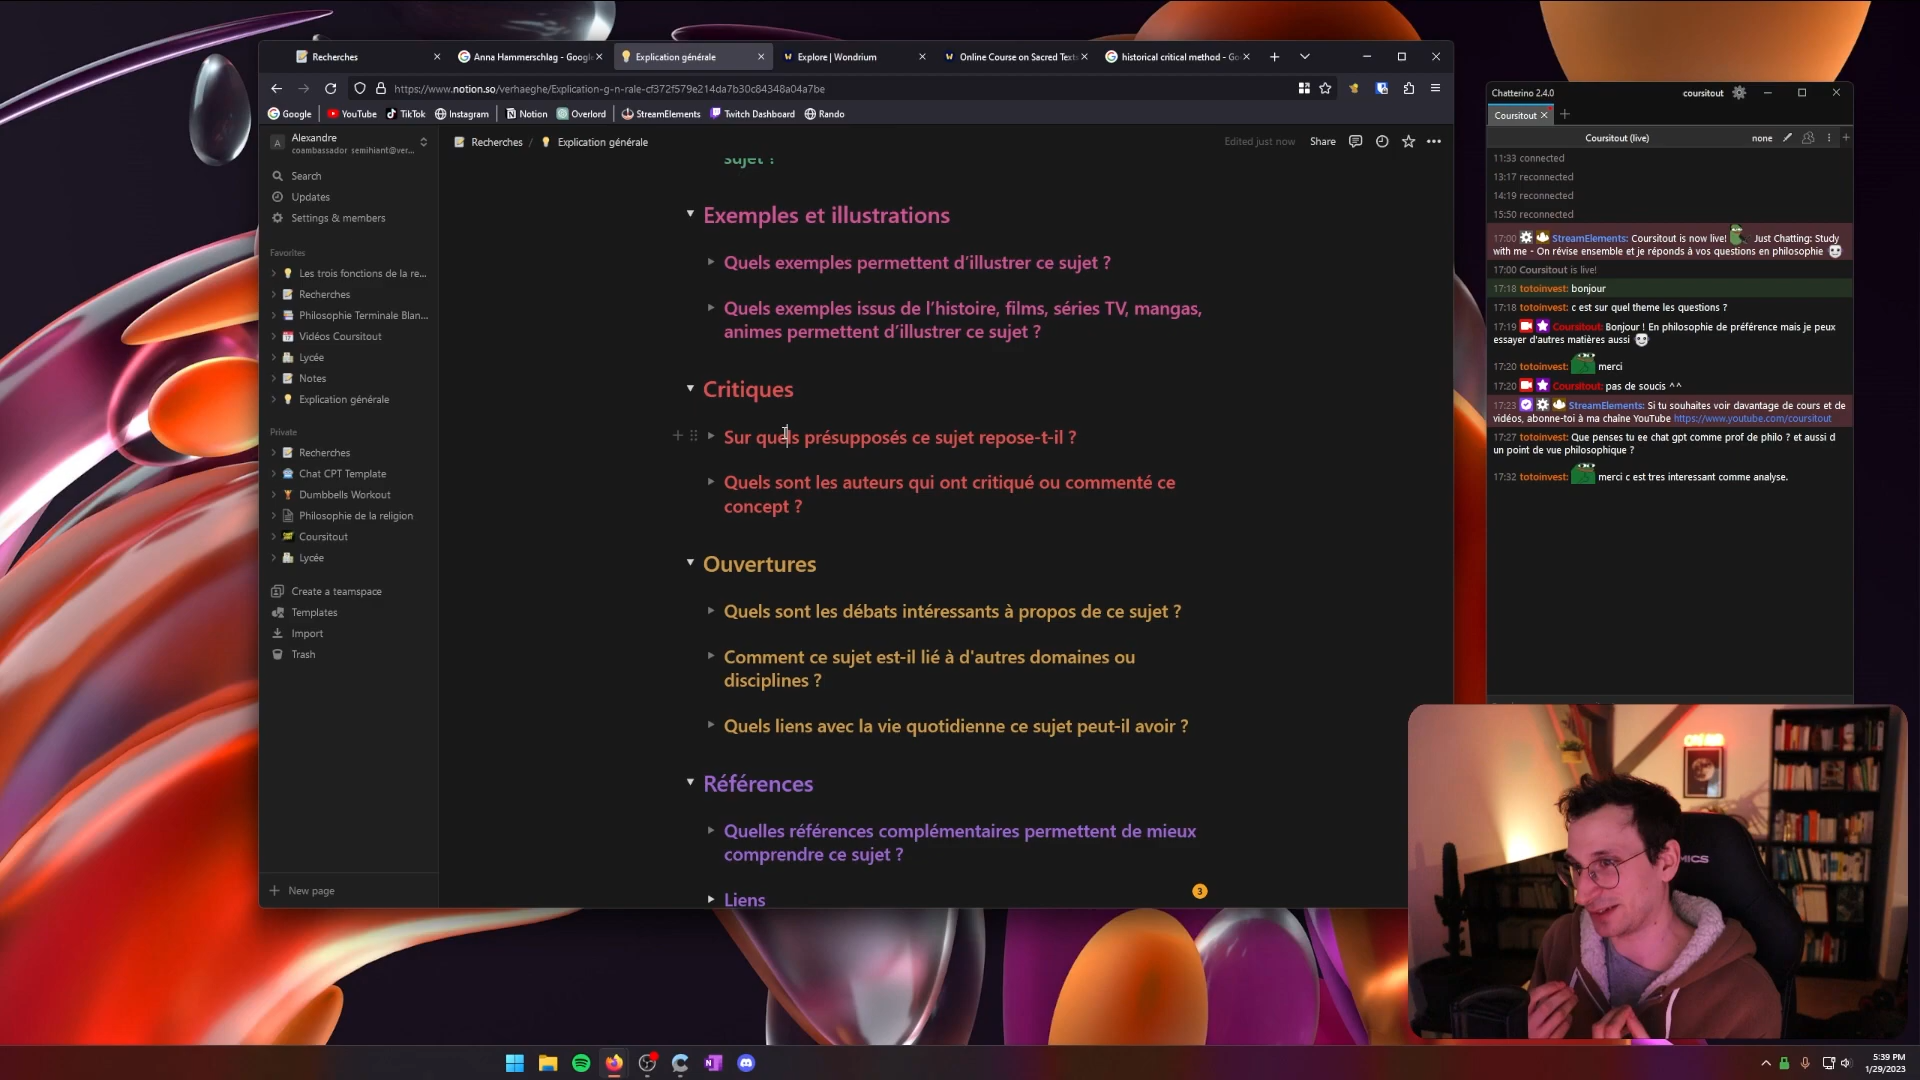 Recherches
Anna Hammerschlag - Google
Explication générale
Explore | Wondrium
Online Course on Sacred Texts
historical critical method - Go
https://www.notion.so/verhaeghe/Explication-g-n-rale-cf372f579e214da7b30c84348a04a7be
Google
YouTube
TikTok
Instagram
Notion
Overlord
StreamElements
Twitch Dashboard
Rando
A
Alexandre
coambassador semihiant@ver...
Search
Updates
Settings & members
Favorites
Les trois fonctions de la re...
Recherches
Philosophie Terminale Blan...
Vidéos Coursitout
Lycée
Notes
Explication générale
Private
Recherches
Chat CPT Template
Dumbbells Workout
Philosophie de la religion
Coursitout
Lycée
Create a teamspace
Templates
Import
Trash
New page
Recherches / Explication générale
Edited just now
Share
sujet ?
Exemples et illustrations
Quels exemples permettent d'illustrer ce sujet ?
Quels exemples issus de l'histoire, films, séries TV, mangas,
animes permettent d'illustrer ce sujet ?
Critiques
Sur quels présupposés ce sujet repose-t-il ?
Quels sont les auteurs qui ont critiqué ou commenté ce
concept ?
Ouvertures
Quels sont les débats intéressants à propos de ce sujet ?
Comment ce sujet est-il lié à d'autres domaines ou
disciplines ?
Quels liens avec la vie quotidienne ce sujet peut-il avoir ?
Références
Quelles références complémentaires permettent de mieux
comprendre ce sujet ?
Liens
3
Chatterino 2.4.0
coursitout
Coursitout
Coursitout (live)
none
11:33 connected
13:17 reconnected
14:19 reconnected
15:50 reconnected
17:00 StreamElements: Coursitout is now live! Just Chatting: Study
with me - On révise ensemble et je réponds à vos questions en philosophie
17:00 Coursitout is live!
17:18 totoinvest: bonjour
17:18 totoinvest: c est sur quel theme les questions ?
17:19 Coursitout: Bonjour ! En philosophie de préférence mais je peux
essayer d'autres matières aussi
17:20 totoinvest: merci
17:20 Coursitout: pas de soucis ^^
17:23 StreamElements: Si tu souhaites voir davantage de cours et de
vidéos, abonne-toi à ma chaîne YouTube https://www.youtube.com/coursitout
17:27 totoinvest: Que penses tu ee chat gpt comme prof de philo ? et aussi d
un point de vue philosophique ?
17:32 totoinvest: merci c est tres interessant comme analyse.
ON AIR
MICS
5:39 PM
1/29/2023